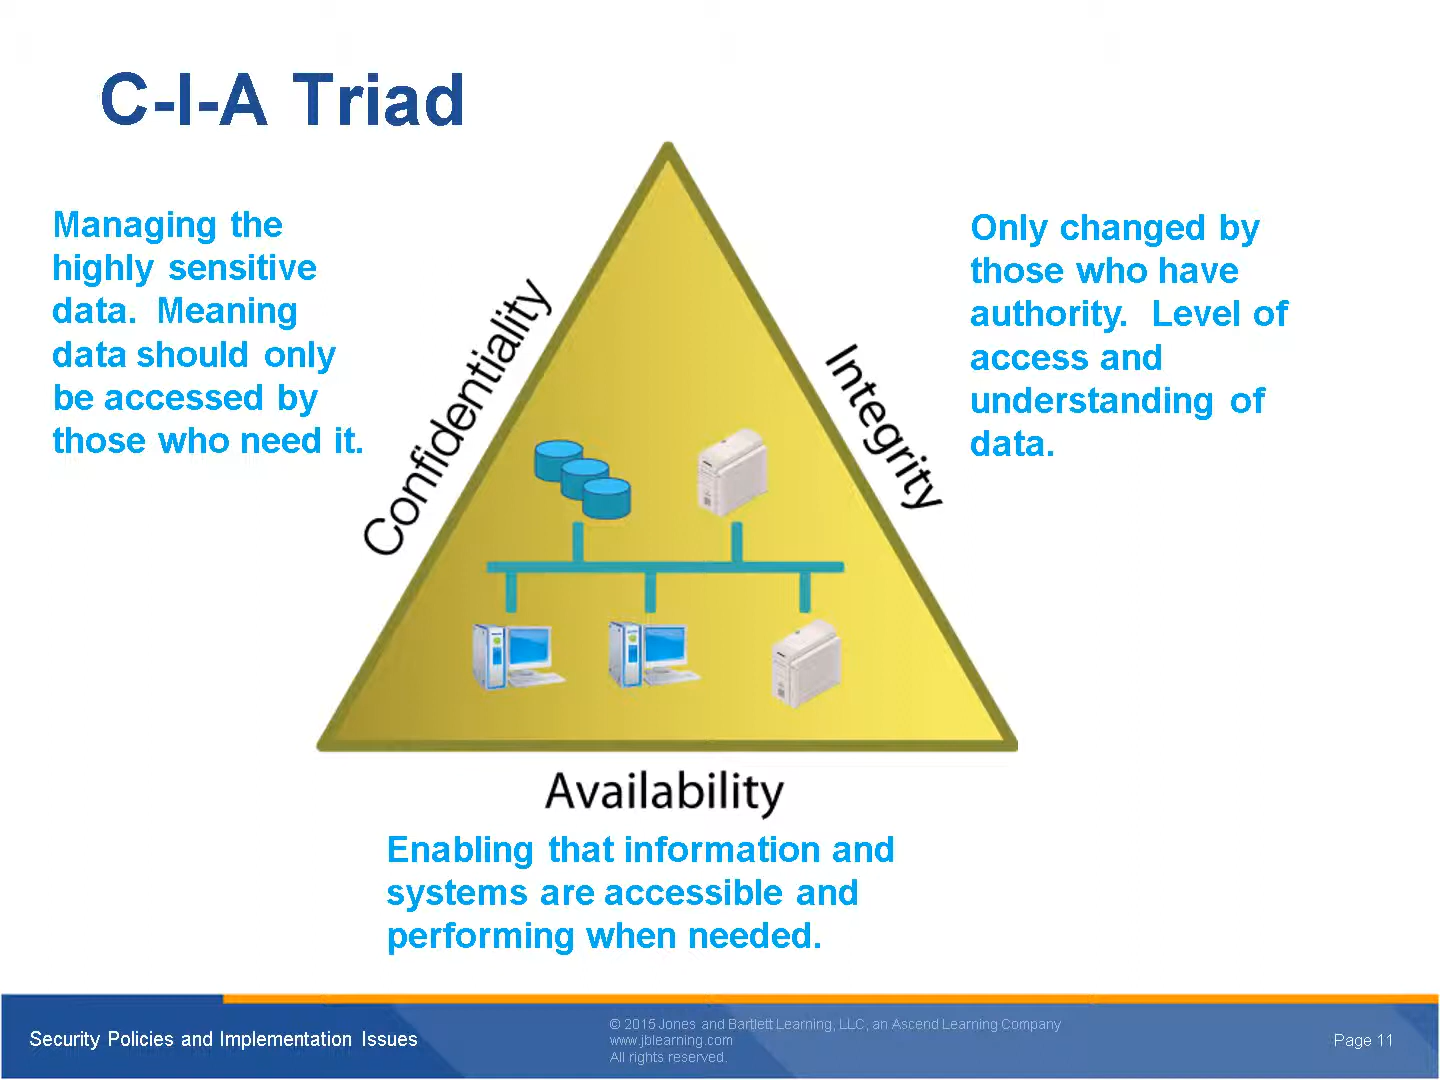 C-I-A Triad
Managing the
highly sensitive
data. Meaning
data should only
be accessed by
those who need it.
Confidentiality
Integrity
Only changed by
those who have
authority. Level of
access and
understanding of
data.
Availability
Enabling that information and
systems are accessible and
performing when needed.
Security Policies and Implementation Issues
© 2015 Jones and Bartlett Learning, LLC, an Ascend Learning Company
www.jblearning.com
All rights reserved.
Page 11